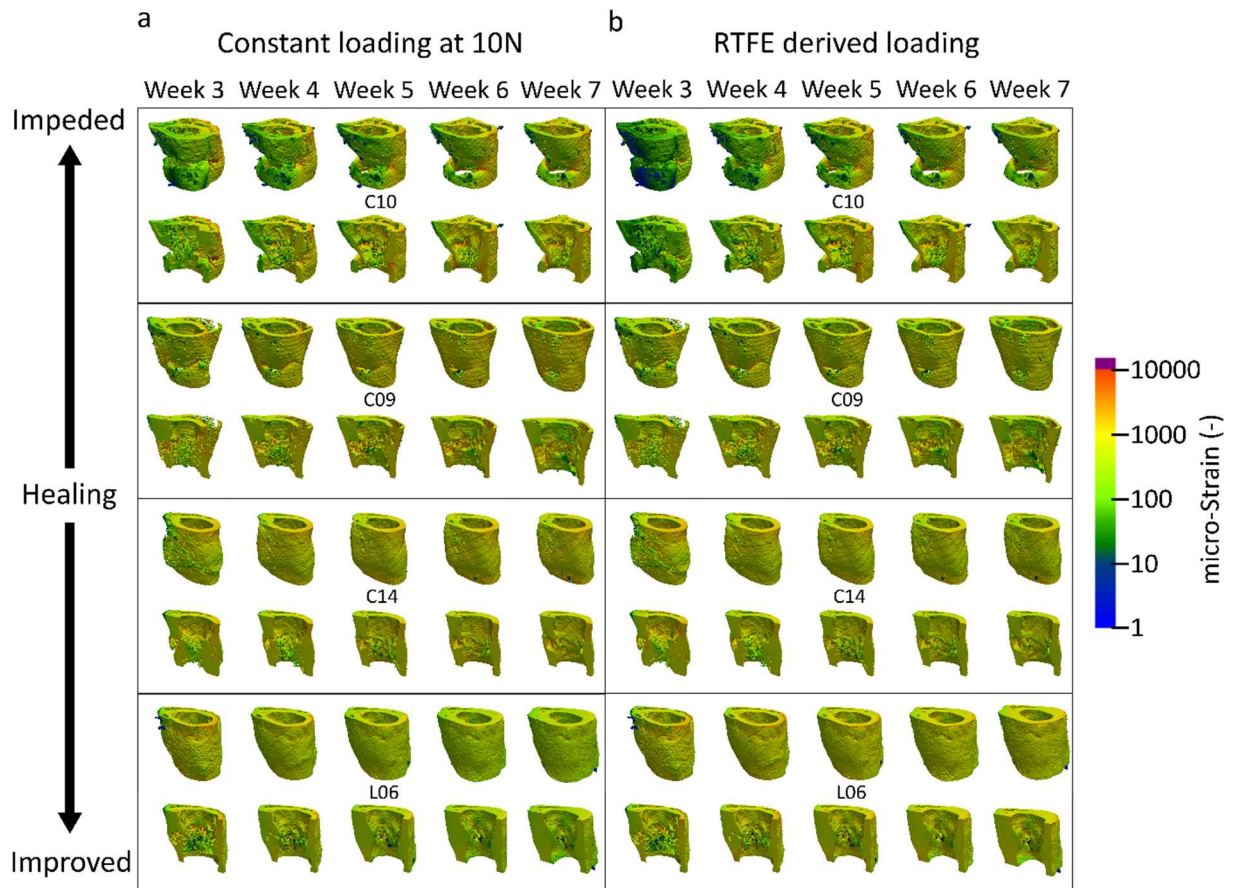 a
Constant loading at 10N
b
RTFE derived loading
Week 3 Week 4 Week 5 Week 6 Week 7
Week 3 Week 4 Week 5 Week 6 Week 7
Impeded
Healing
Improved
C10
C10
C09
C09
C14
C14
L06
L06
10000
1000
100
10
1
micro-Strain (-)